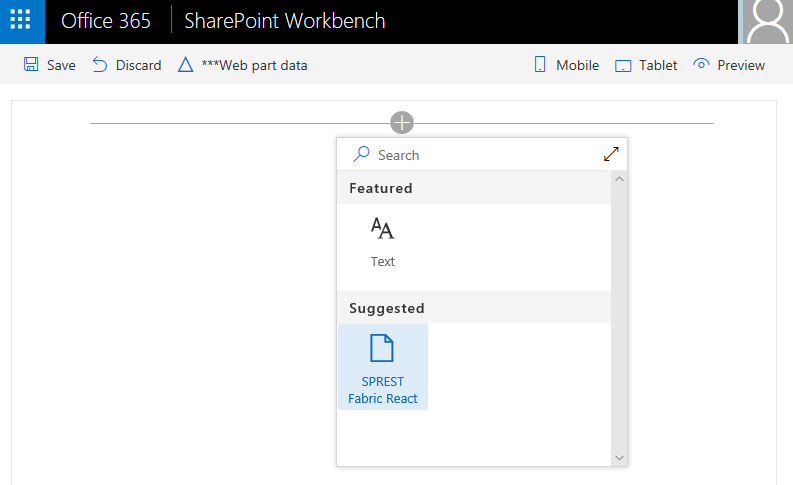 Office 365 SharePoint Workbench
Save Discard ***Web part data Mobile Tablet Preview
Search
Featured
Text
Suggested
SPREST
Fabric React